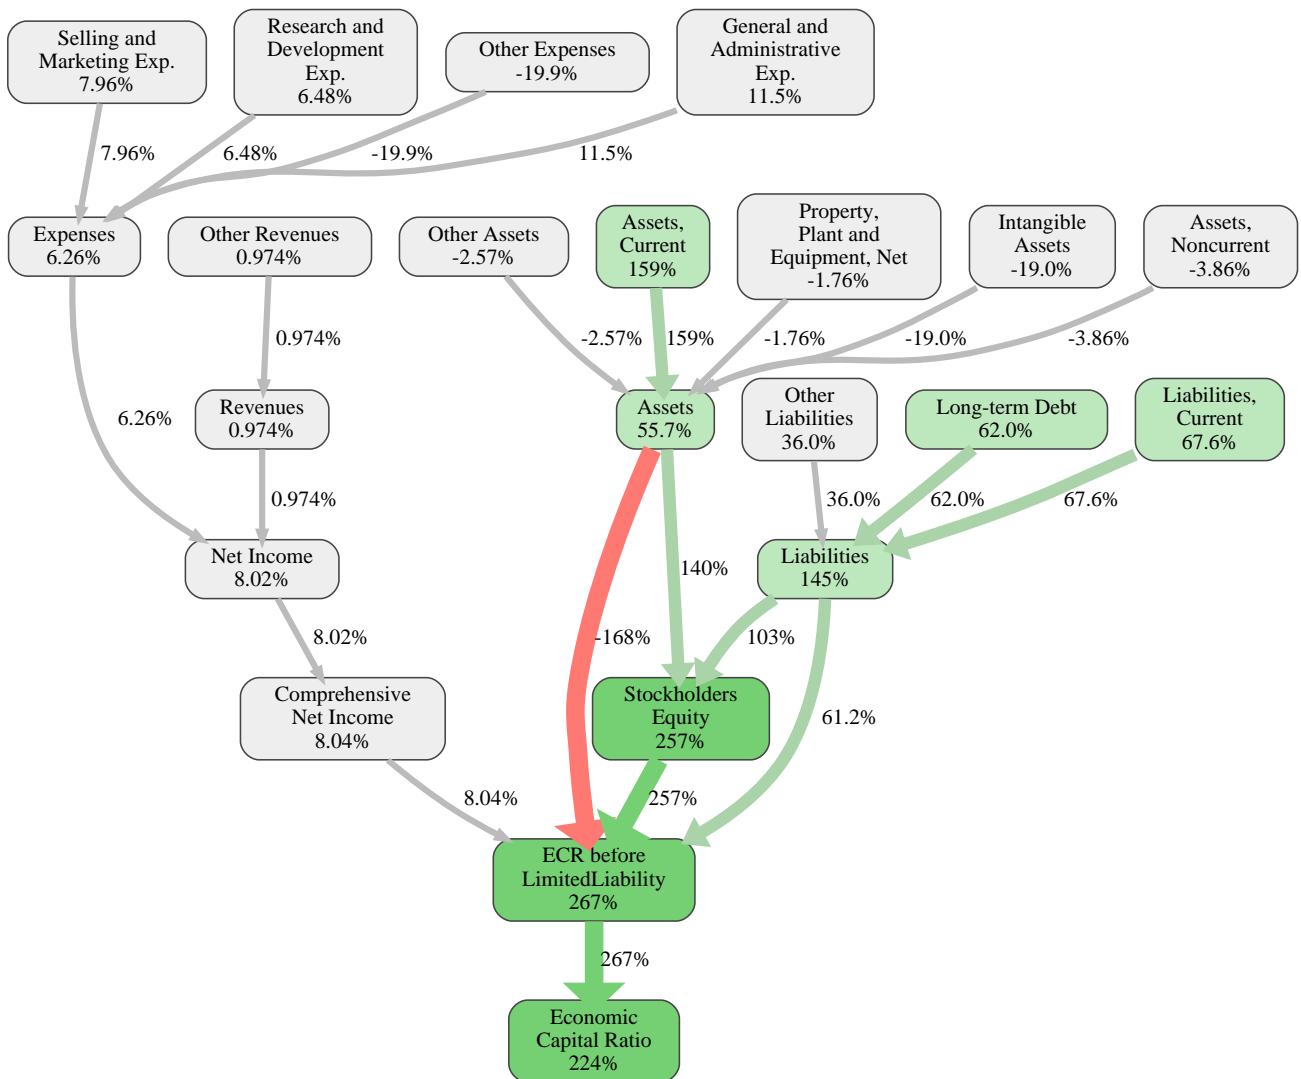 Selling and
Marketing Exp.
7.96%
Research and
Development
Exp.
6.48%
Other Expenses
-19.9%
General and
Administrative
Exp.
11.5%
7.96%
6.48%
-19.9%
11.5%
Expenses
6.26%
Other Revenues
0.974%
Other Assets
-2.57%
Assets,
Current
159%
Property,
Plant and
Equipment, Net
-1.76%
Intangible
Assets
-19.0%
Assets,
Noncurrent
-3.86%
0.974%
-2.57%
159%
-1.76%
-19.0%
-3.86%
6.26%
Revenues
0.974%
Assets
55.7%
Other
Liabilities
36.0%
Long-term Debt
62.0%
Liabilities,
Current
67.6%
0.974%
36.0%
62.0%
67.6%
Net Income
8.02%
140%
Liabilities
145%
8.02%
-168%
103%
Comprehensive
Net Income
8.04%
Stockholders
Equity
257%
61.2%
8.04%
257%
ECR before
LimitedLiability
267%
267%
Economic
Capital Ratio
224%